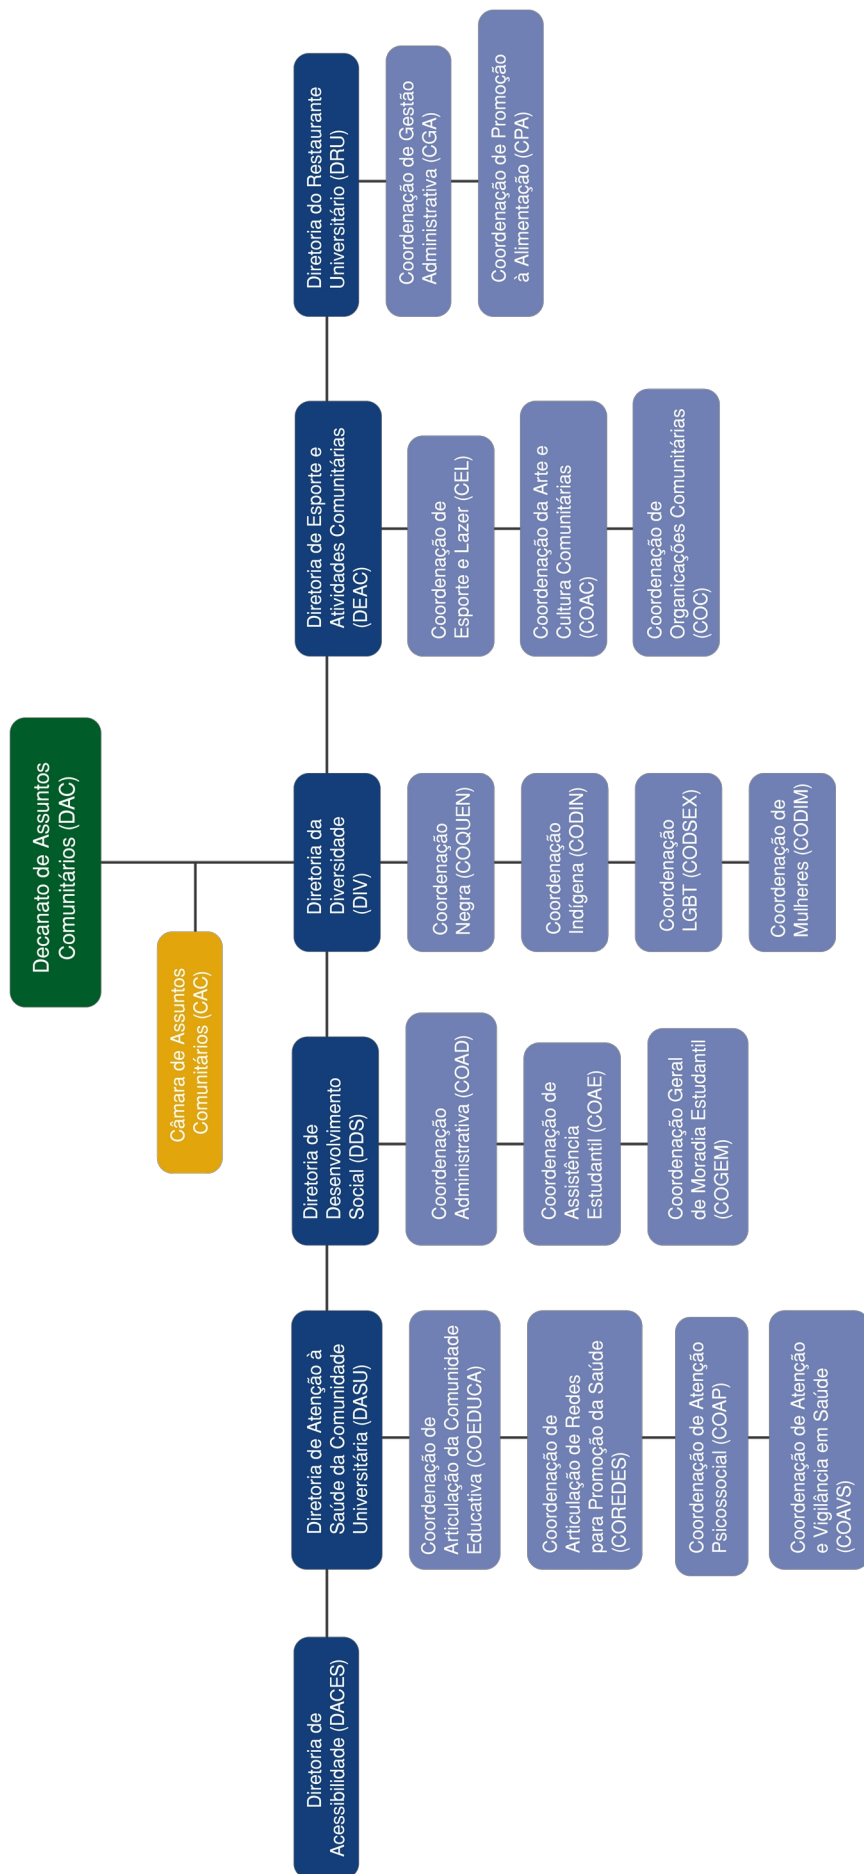 Decanato de Assuntos
Comunitários (DAC)
Câmara de Assuntos
Comunitários (CAC)
Diretoria de
Acessibilidade (DACES)
Diretoria de Atenção à
Saúde da Comunidade
Universitária (DASU)
Coordenação de
Articulação da Comunidade
Educativa (COEDUCA)
Coordenação de
Articulação de Redes
para Promoção da Saúde
(COREDES)
Coordenação de Atenção
Psicossocial (COAP)
Coordenação de Atenção
e Vigilância em Saúde
(COAVS)
Diretoria de
Desenvolvimento
Social (DDS)
Coordenação
Administrativa (COAD)
Coordenação de
Assistência
Estudantil (COAE)
Coordenação Geral
de Moradia Estudantil
(COGEM)
Diretoria da
Diversidade
(DIV)
Coordenação
Negra (COQUEN)
Coordenação
Indígena (CODIN)
Coordenação
LGBT (CODSEX)
Coordenação de
Mulheres (CODIM)
Diretoria de Esporte e
Atividades Comunitárias
(DEAC)
Coordenação de
Esporte e Lazer (CEL)
Coordenação da Arte e
Cultura Comunitárias
(COAC)
Coordenação de
Organicações Comunitárias
(COC)
Diretoria do Restaurante
Universitário (DRU)
Coordenação de Gestão
Administrativa (CGA)
Coordenação de Promoção
à Alimentação (CPA)